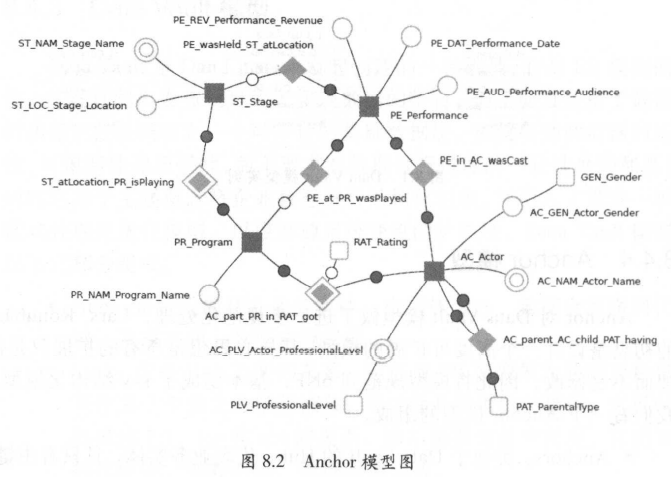 PE_REV_Performance_Revenue
ST_NAM_Stage_Name
PE_wasHeld_ST_atLocation
PE_DAT_Performance_Date
ST_LOC_Stage_Location
ST_Stage
PE_AUD_Performance_Audience
PE_Performance
ST_atLocation_PR_isPlaying
PE_in_AC_wasCast
GEN_Gender
PE_at_PR_wasPlayed
AC_GEN_Actor_Gender
PR_Program
RAT_Rating
AC_Actor
AC_NAM_Actor_Name
PR_NAM_Program_Name
AC_part_PR_in_RAT_got
AC_PLV_Actor_ProfessionalLevel
AC_parent_AC_child_PAT_having
PLV_ProfessionalLevel
PAT_ParentalType
图 8.2 Anchor 模型图